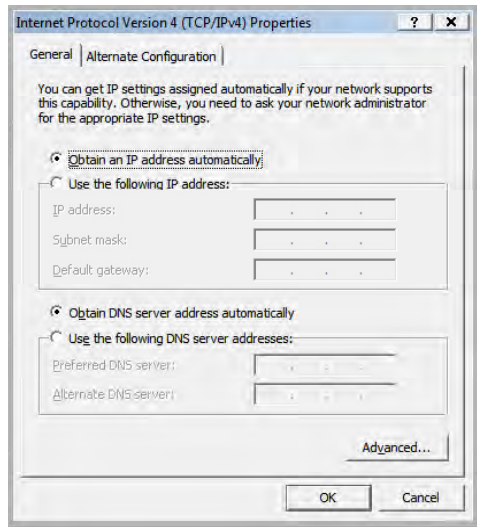 Internet Protocol Version 4 (TCP/IPv4) Properties ? X
General Alternate Configuration
You can get IP settings assigned automatically if your network supports
this capability. Otherwise, you need to ask your network administrator
for the appropriate IP settings.
Obtain an IP address automatically
Use the following IP address:
IP address:
Subnet mask:
Default gateway:
Obtain DNS server address automatically
Use the following DNS server addresses:
Preferred DNS server:
Alternate DNS server:
Advanced...
OK Cancel